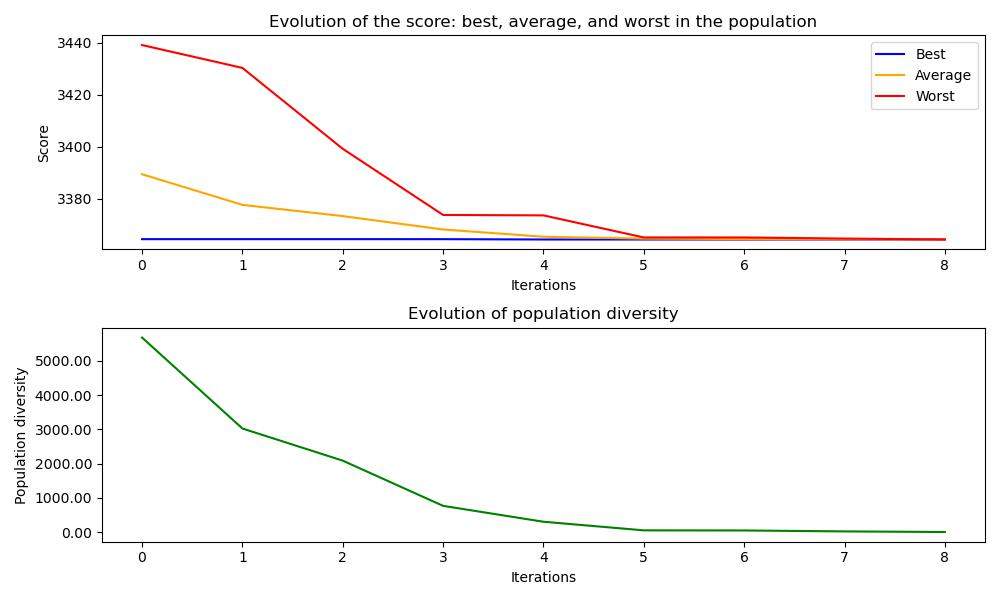 Evolution of the score: best, average, and worst in the population
3440
3420
3400
3380
Score
Best
Average
Worst
0 1 2 3 4 5 6 7 8
Iterations
Evolution of population diversity
5000.00
4000.00
3000.00
2000.00
1000.00
0.00
Population diversity
0 1 2 3 4 5 6 7 8
Iterations